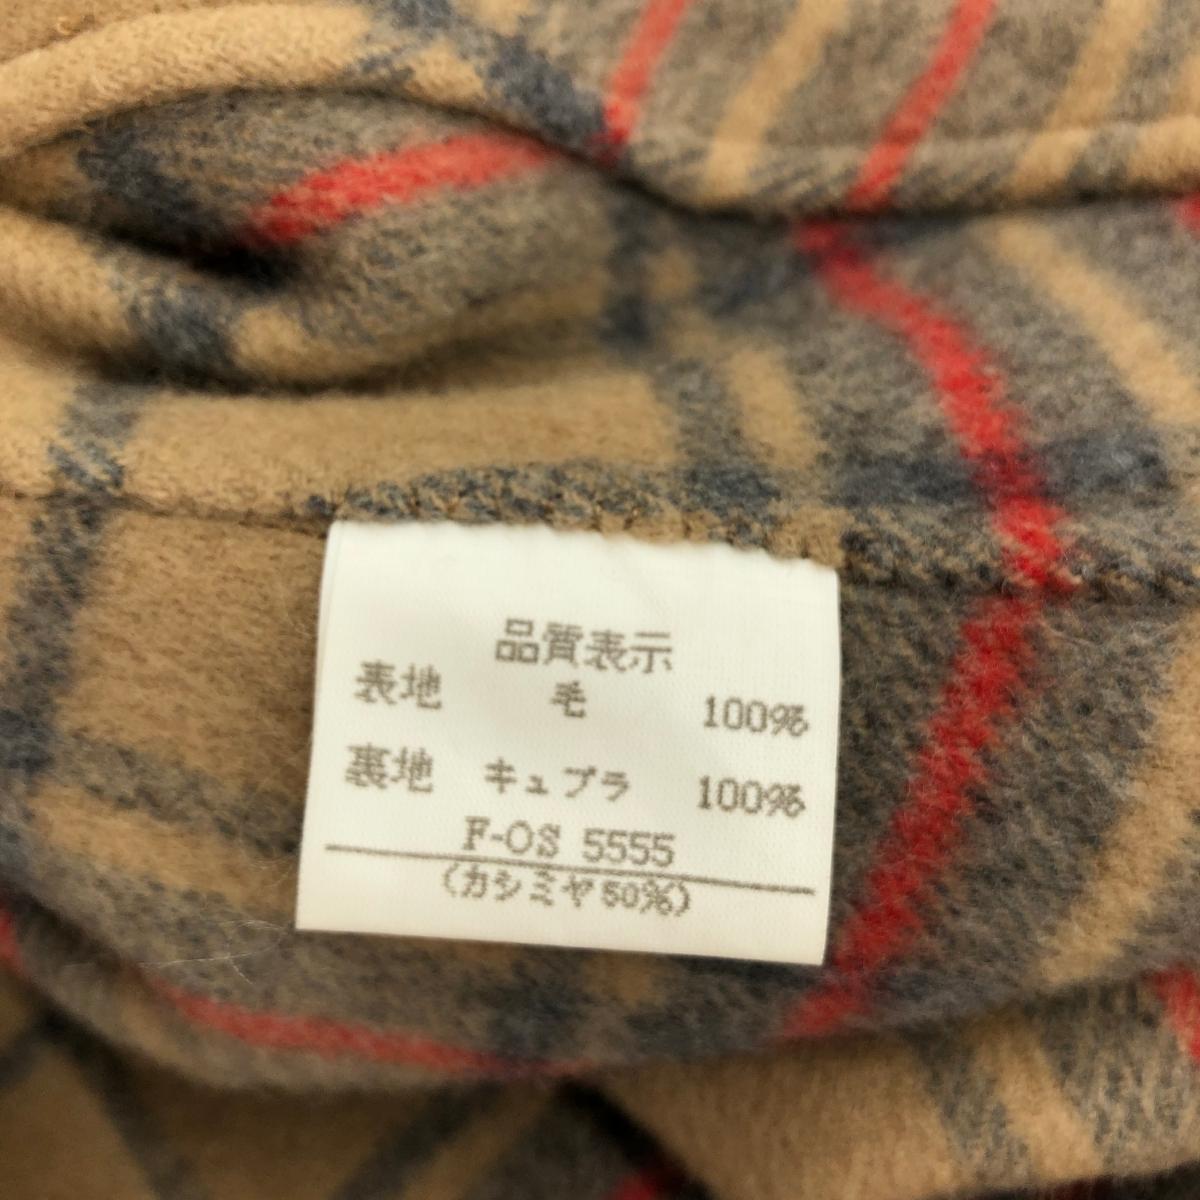 品質表示
表地 毛 100%
裏地 キュプラ 100%
F-OS 5555
(カシミヤ50%)